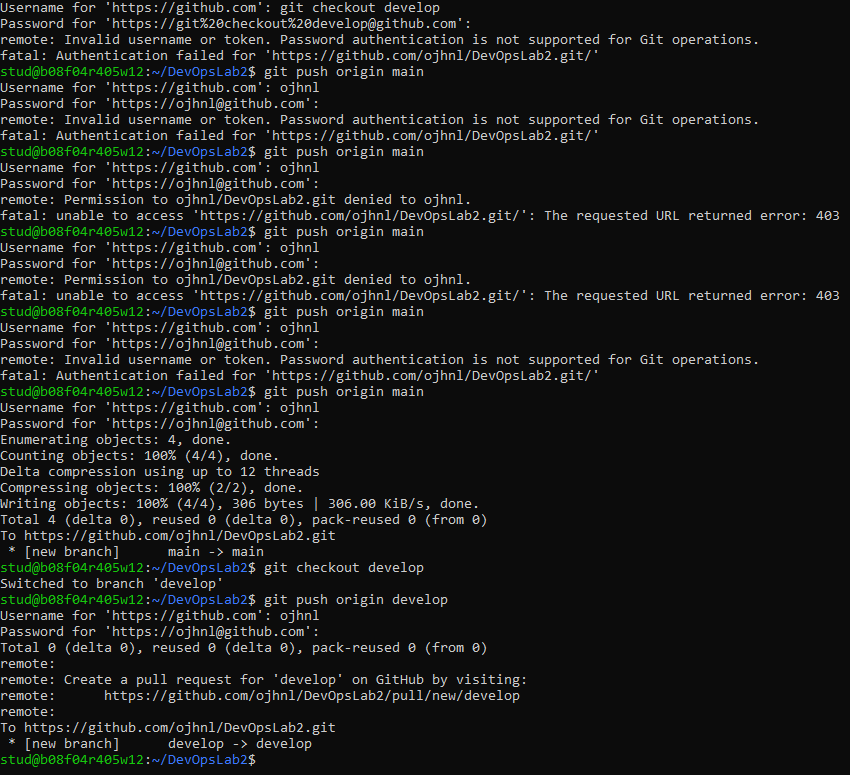 Username for 'https://github.com': git checkout develop
Password for 'https://git%20checkout%20develop@github.com':
remote: Invalid username or token. Password authentication is not supported for Git operations.
fatal: Authentication failed for 'https://github.com/ojhnl/DevOpsLab2.git/'
stud@b08f04r405w12:~/DevOpsLab2$ git push origin main
Username for 'https://github.com': ojhnl
Password for 'https://ojhnl@github.com':
remote: Invalid username or token. Password authentication is not supported for Git operations.
fatal: Authentication failed for 'https://github.com/ojhnl/DevOpsLab2.git/'
stud@b08f04r405w12:~/DevOpsLab2$ git push origin main
Username for 'https://github.com': ojhnl
Password for 'https://ojhnl@github.com':
remote: Permission to ojhnl/DevOpsLab2.git denied to ojhnl.
fatal: unable to access 'https://github.com/ojhnl/DevOpsLab2.git/': The requested URL returned error: 403
stud@b08f04r405w12:~/DevOpsLab2$ git push origin main
Username for 'https://github.com': ojhnl
Password for 'https://ojhnl@github.com':
remote: Permission to ojhnl/DevOpsLab2.git denied to ojhnl.
fatal: unable to access 'https://github.com/ojhnl/DevOpsLab2.git/': The requested URL returned error: 403
stud@b08f04r405w12:~/DevOpsLab2$ git push origin main
Username for 'https://github.com': ojhnl
Password for 'https://ojhnl@github.com':
remote: Invalid username or token. Password authentication is not supported for Git operations.
fatal: Authentication failed for 'https://github.com/ojhnl/DevOpsLab2.git/'
stud@b08f04r405w12:~/DevOpsLab2$ git push origin main
Username for 'https://github.com': ojhnl
Password for 'https://ojhnl@github.com':
Enumerating objects: 4, done.
Counting objects: 100% (4/4), done.
Delta compression using up to 12 threads
Compressing objects: 100% (2/2), done.
Writing objects: 100% (4/4), 306 bytes | 306.00 KiB/s, done.
Total 4 (delta 0), reused 0 (delta 0), pack-reused 0 (from 0)
To https://github.com/ojhnl/DevOpsLab2.git
 * [new branch]      main -> main
stud@b08f04r405w12:~/DevOpsLab2$ git checkout develop
Switched to branch 'develop'
stud@b08f04r405w12:~/DevOpsLab2$ git push origin develop
Username for 'https://github.com': ojhnl
Password for 'https://ojhnl@github.com':
Total 0 (delta 0), reused 0 (delta 0), pack-reused 0 (from 0)
remote:
remote: Create a pull request for 'develop' on GitHub by visiting:
remote:      https://github.com/ojhnl/DevOpsLab2/pull/new/develop
remote:
To https://github.com/ojhnl/DevOpsLab2.git
 * [new branch]      develop -> develop
stud@b08f04r405w12:~/DevOpsLab2$